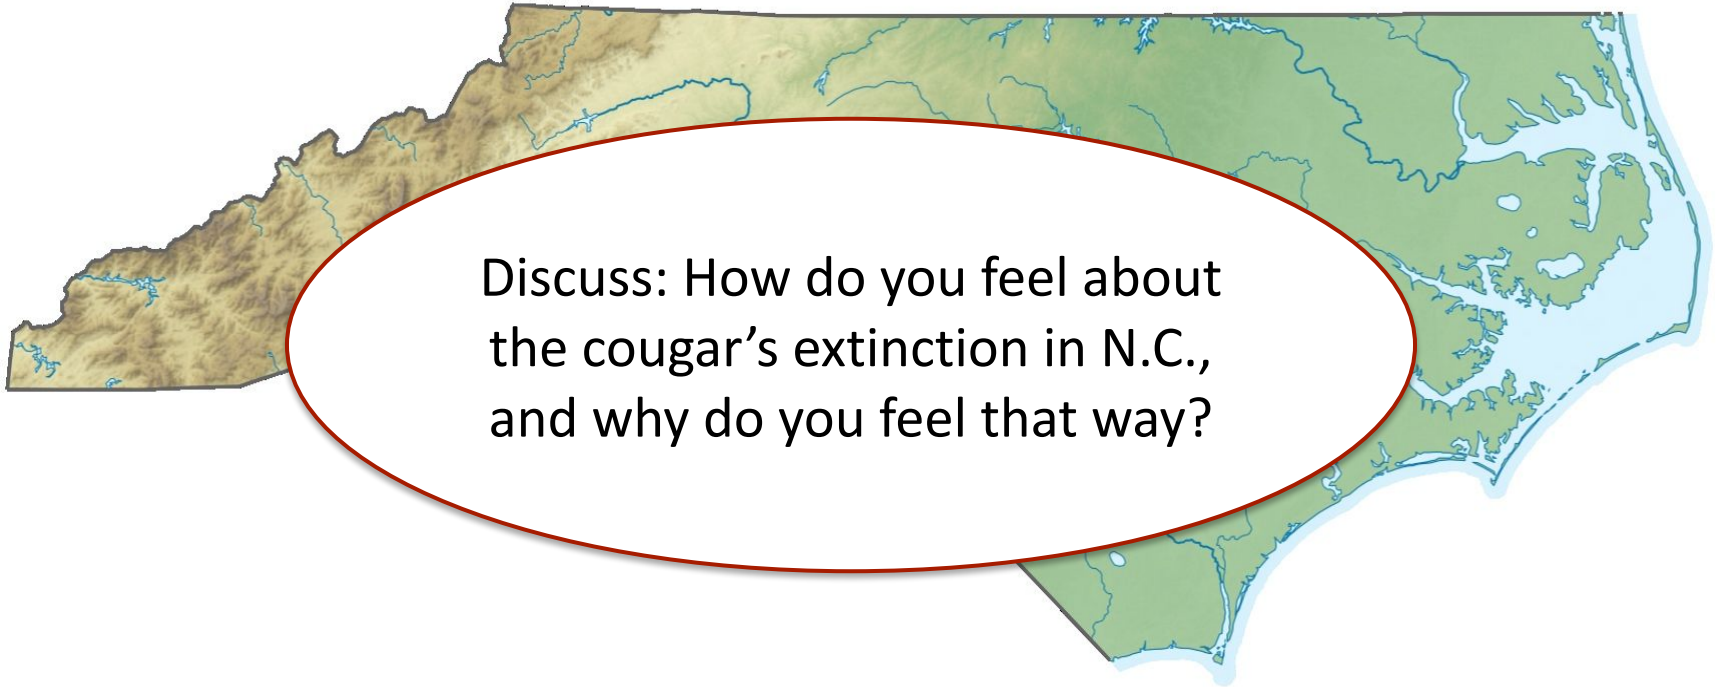 Discuss: How do you feel about
the cougar’s extinction in N.C.,
and why do you feel that way?